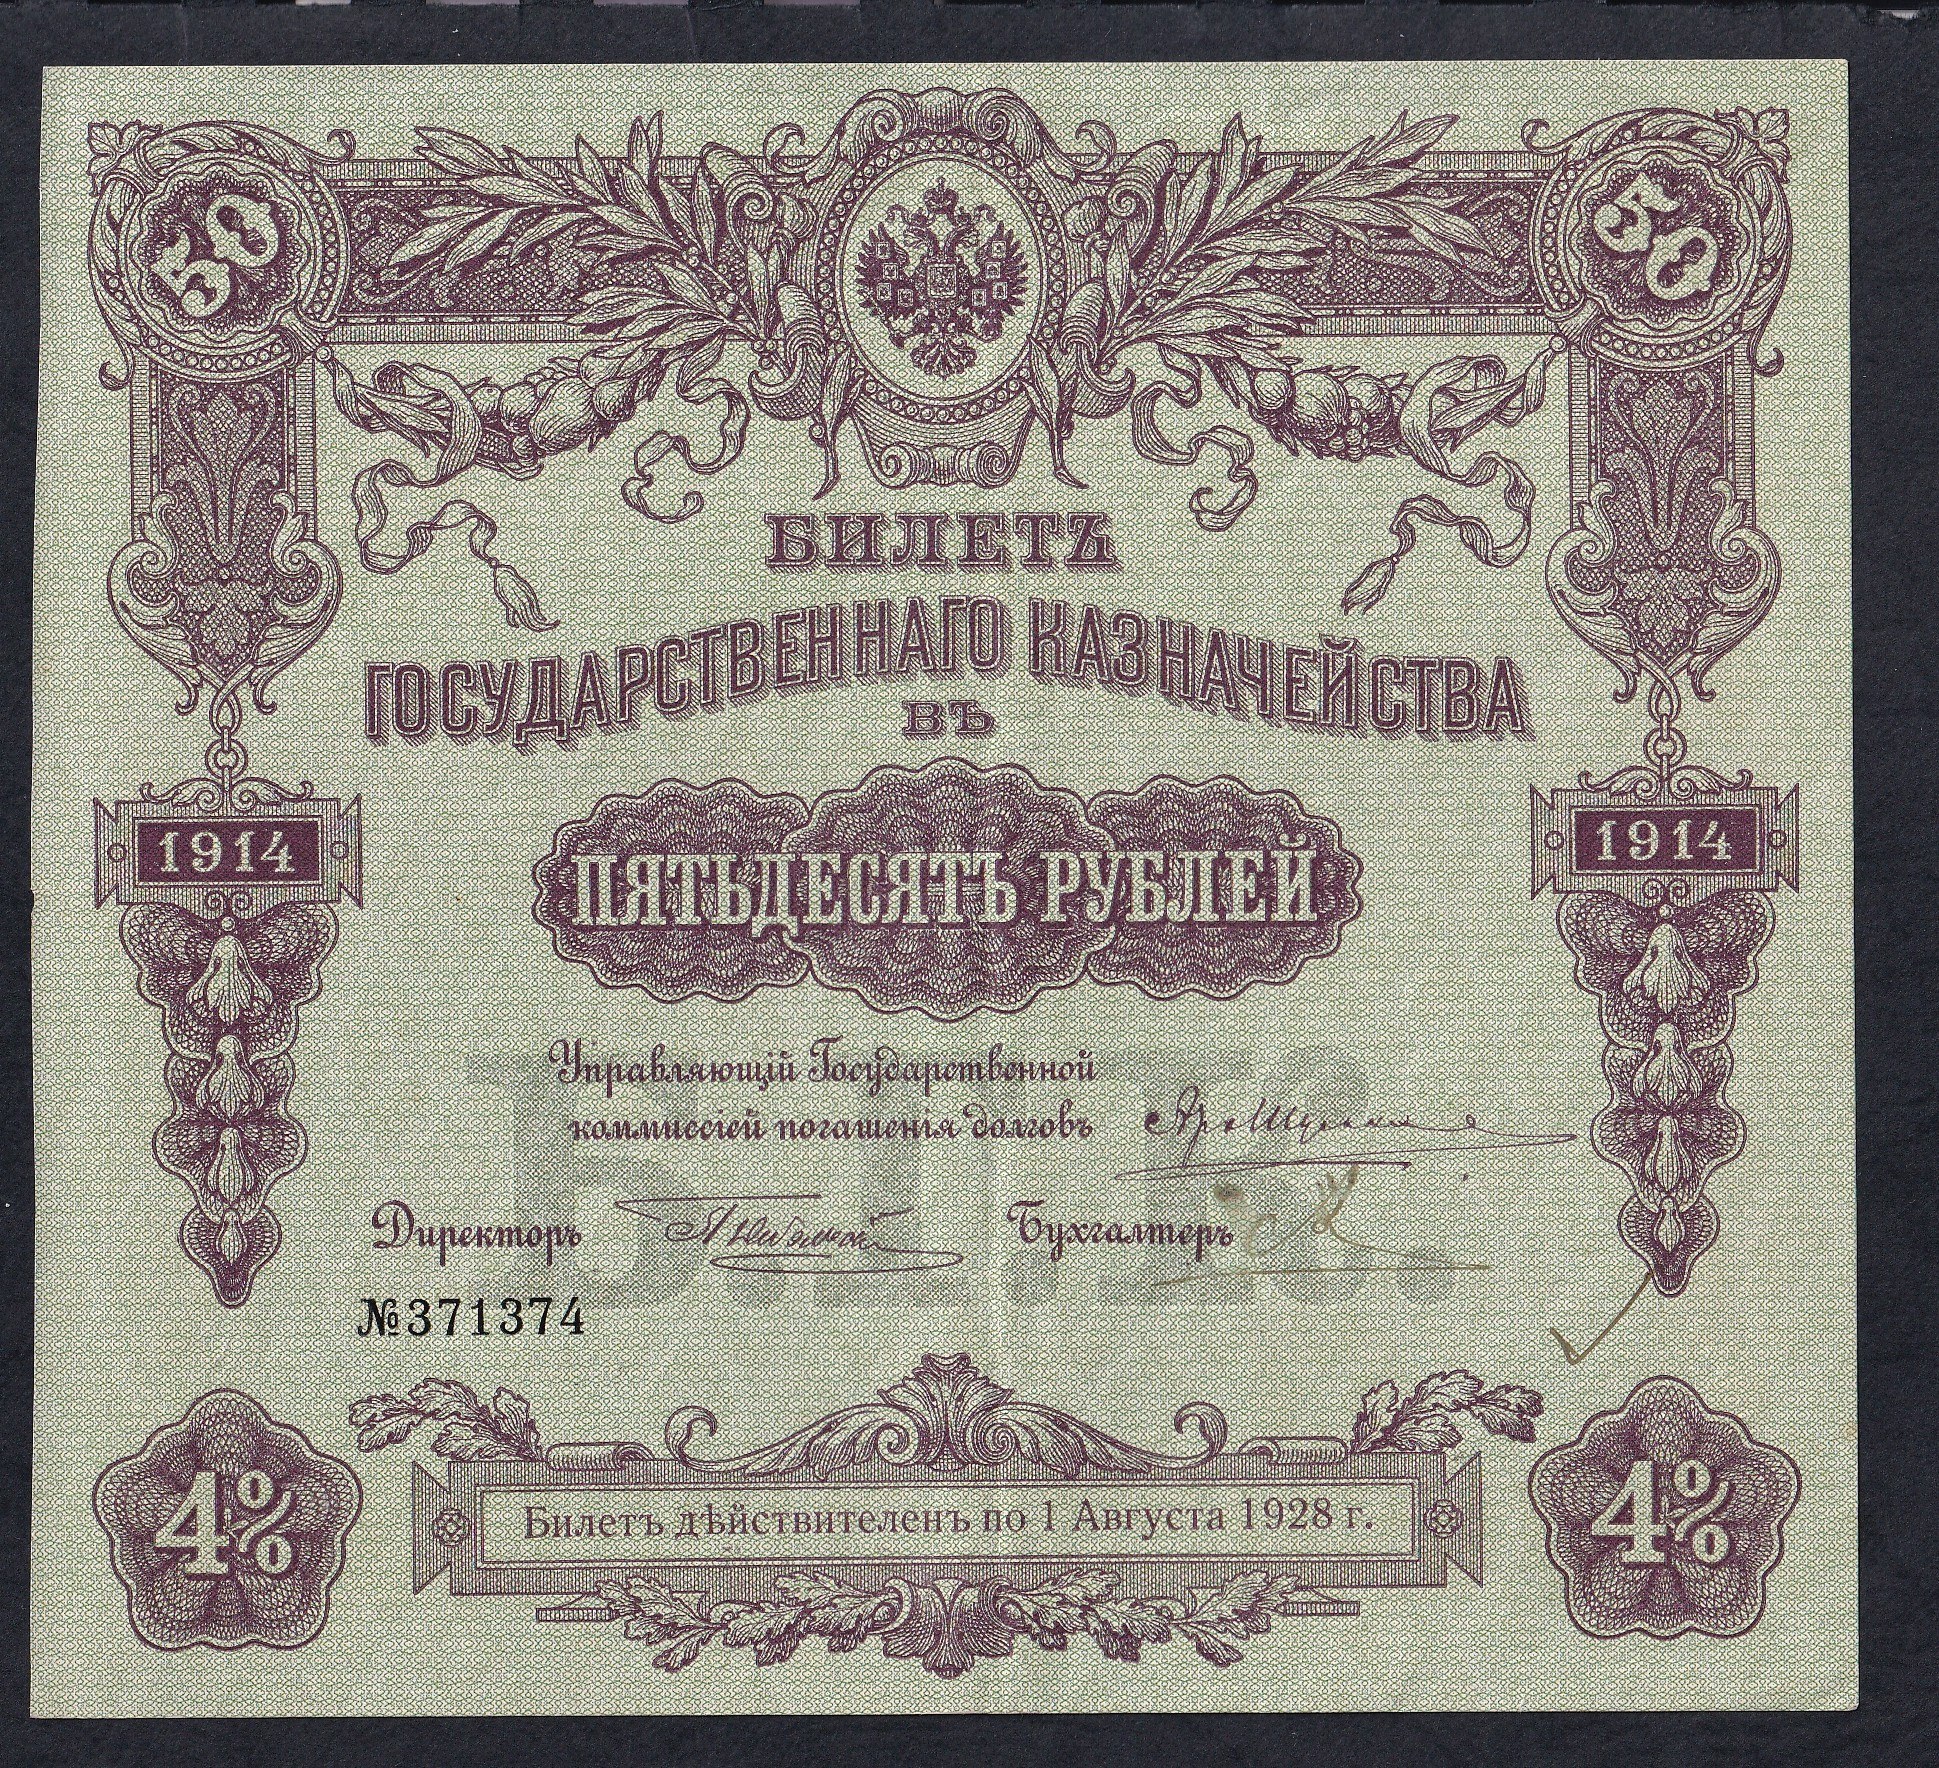 50 50
БИЛЕТЪ
ГОСУДАРСТВЕННАГО КАЗНАЧЕЙСТВА
ВЪ
1914 1914
ПЯТЬДЕСЯТЪ РУБЛЕЙ
Управляющій Государственной
коммиссіей погашенія долговъ
Директоръ Бухгалтеръ
№371374
4% 4%
Билетъ дѣйствителенъ по 1 Августа 1928 г.